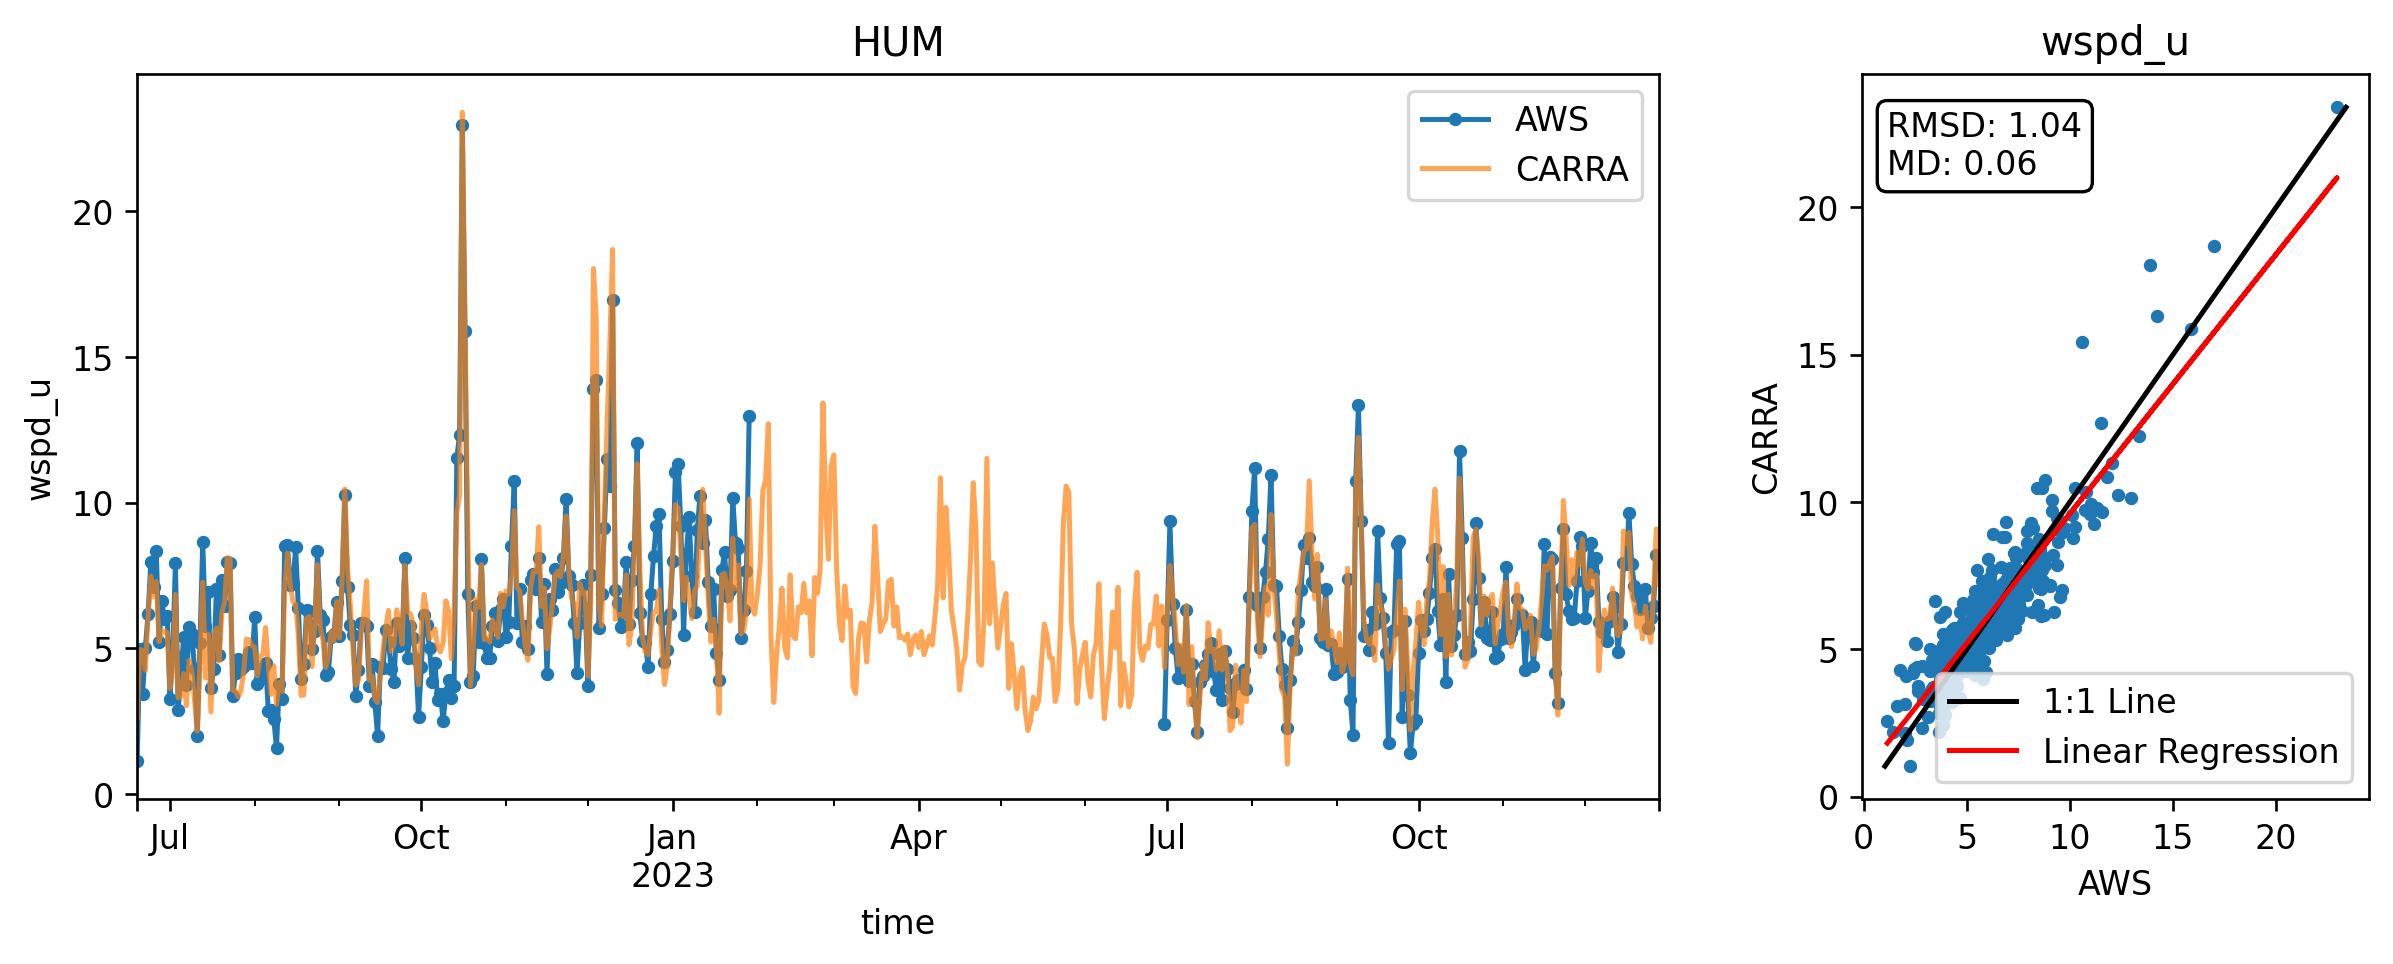 HUM
wspd_u
20
15
10
5
0
AWS
CARRA
Jul
Oct
Jan
2023
Apr
Jul
Oct
time
wspd_u
CARRA
20
15
10
5
0
RMSD: 1.04
MD: 0.06
1:1 Line
Linear Regression
0
5
10
15
20
AWS